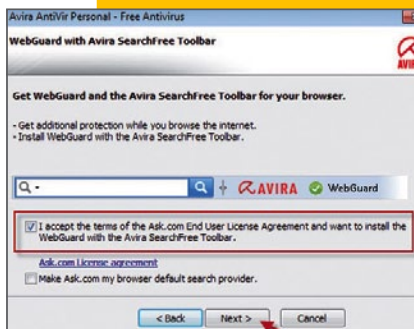 Avira AntiVir Personal - Free Antivirus
WebGuard with Avira SearchFree Toolbar
AVIRA
Get WebGuard and the Avira SearchFree Toolbar for your browser.
- Get additional protection while you browse the internet.
- Install WebGuard with the Avira SearchFree Toolbar.
AVIRA WebGuard
I accept the terms of the Ask.com End User License Agreement and want to install the
WebGuard with the Avira SearchFree Toolbar.
Ask.com License agreement
Make Ask.com my browser default search provider.
< Back Next > Cancel